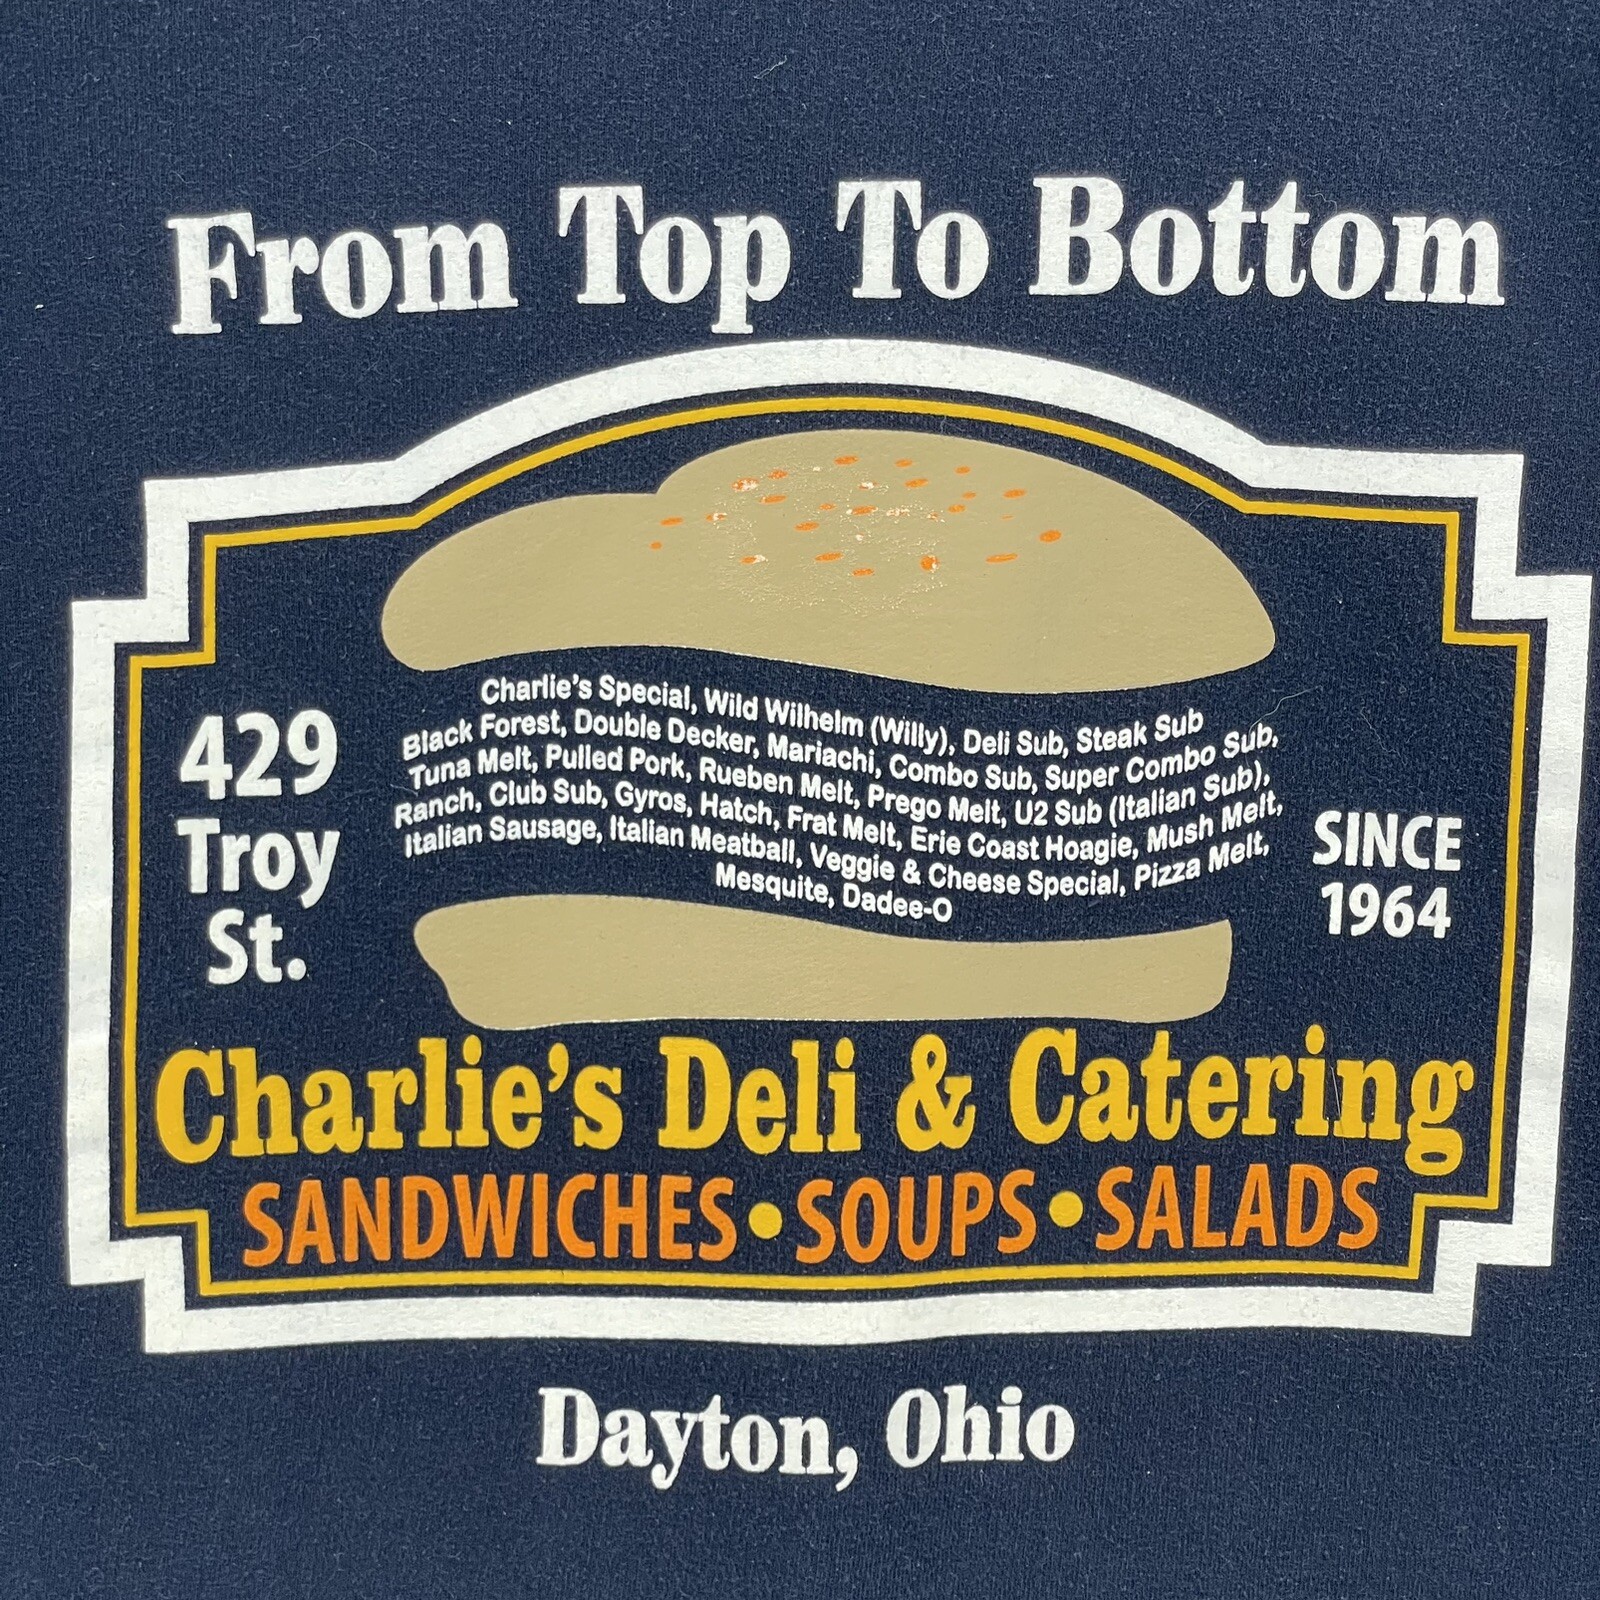 From Top To Bottom
Charlie's Special, Wild Wilhelm (Willy), Deli Sub, Steak Sub
Black Forest, Double Decker, Mariachi, Combo Sub, Super Combo Sub,
Tuna Melt, Pulled Pork, Rueben Melt, Prego Melt, U2 Sub (Italian Sub),
Ranch, Club Sub, Gyros, Hatch, Frat Melt, Erie Coast Hoagie, Mush Melt,
Italian Sausage, Italian Meatball, Veggie & Cheese Special, Pizza Melt,
Mesquite, Dadee-O
429
Troy
St.
SINCE
1964
Charlie's Deli & Catering
SANDWICHES • SOUPS • SALADS
Dayton, Ohio